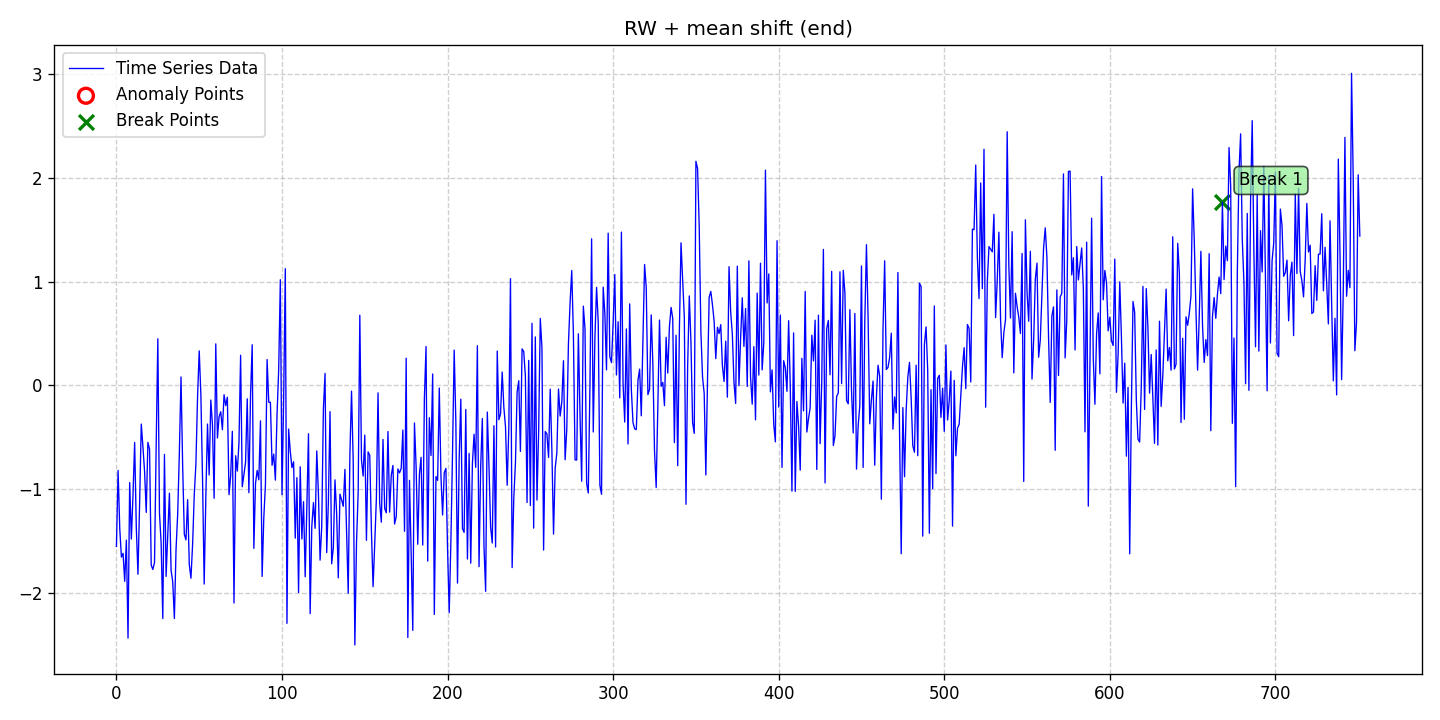 RW + mean shift (end)
Time Series Data
Anomaly Points
Break Points
Break 1
3
2
1
0
−1
−2
0 100 200 300 400 500 600 700